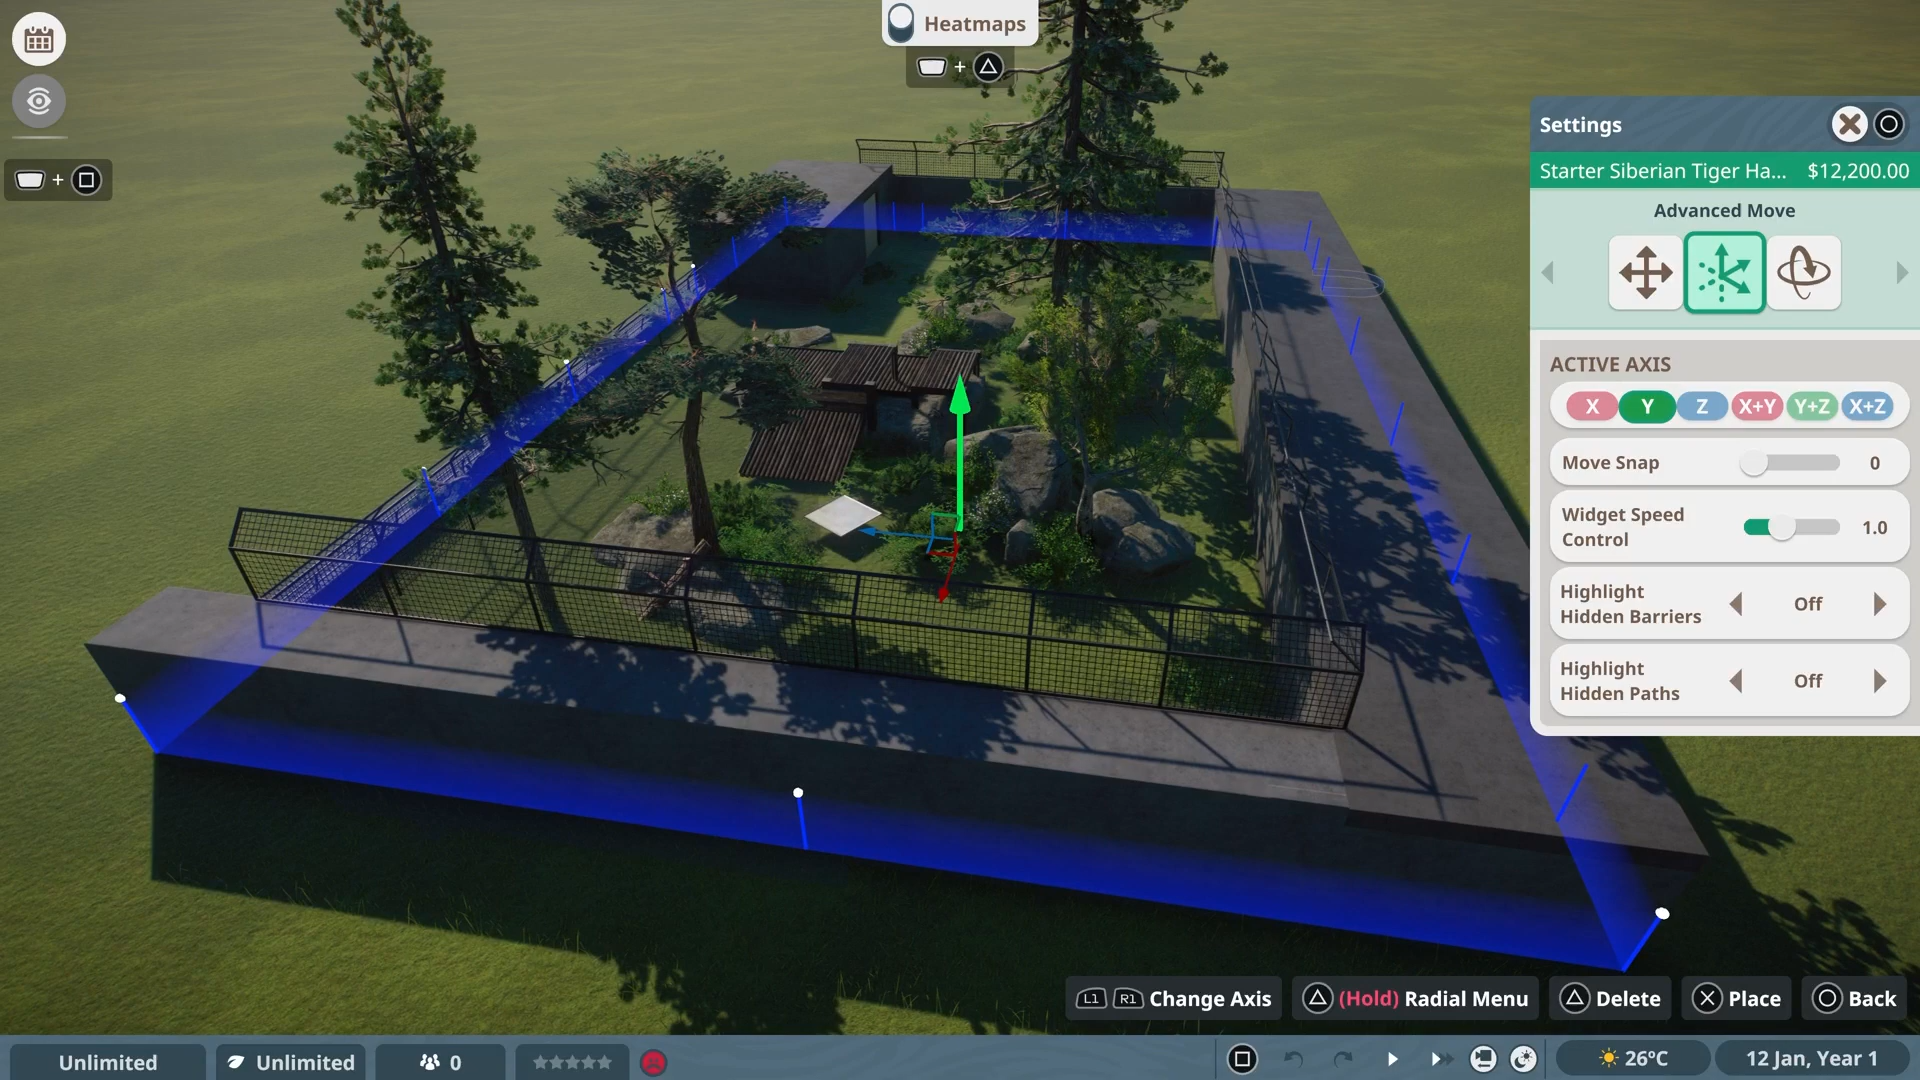 Heatmaps
+
+
Settings
Starter Siberian Tiger Ha... $12,200.00
Advanced Move
ACTIVE AXIS
X Y Z X+Y Y+Z X+Z
Move Snap 0
Widget Speed
Control 1.0
Highlight
Hidden Barriers Off
Highlight
Hidden Paths Off
L1 R1 Change Axis (Hold) Radial Menu Delete Place Back
Unlimited Unlimited 0 26°C 12 Jan, Year 1